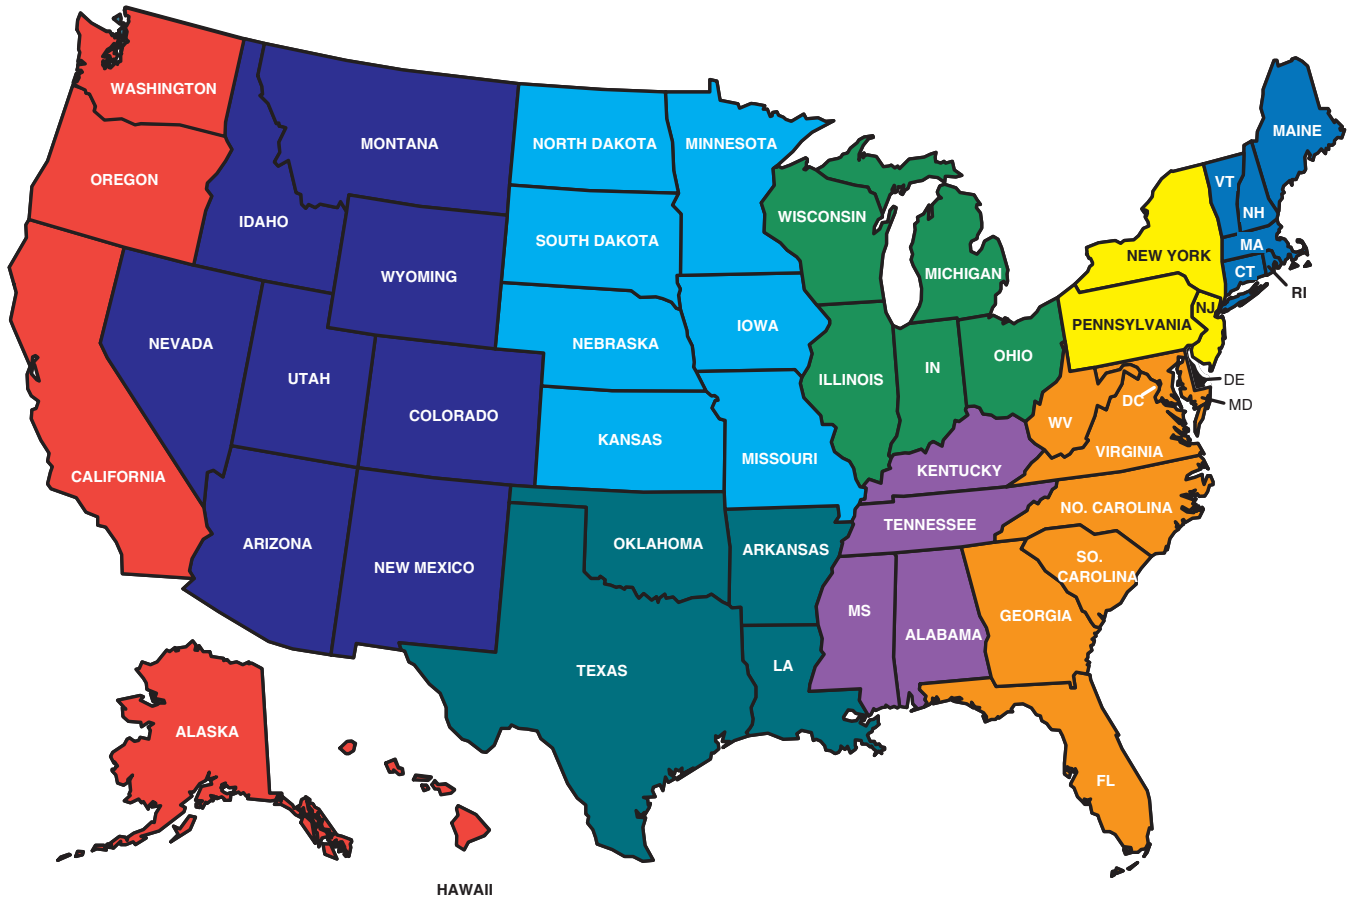 WASHINGTON
OREGON
CALIFORNIA
NEVADA
IDAHO
MONTANA
WYOMING
UTAH
COLORADO
ARIZONA
NEW MEXICO
NORTH DAKOTA
SOUTH DAKOTA
NEBRASKA
KANSAS
MINNESOTA
IOWA
MISSOURI
OKLAHOMA
TEXAS
ARKANSAS
LA
WISCONSIN
MICHIGAN
ILLINOIS
IN
OHIO
KENTUCKY
TENNESSEE
MS
ALABAMA
WV
VIRGINIA
DC
NO. CAROLINA
SO.
CAROLINA
GEORGIA
FL
DE
MD
PENNSYLVANIA
NEW YORK
NJ
MAINE
VT
NH
MA
CT
RI
ALASKA
HAWAII